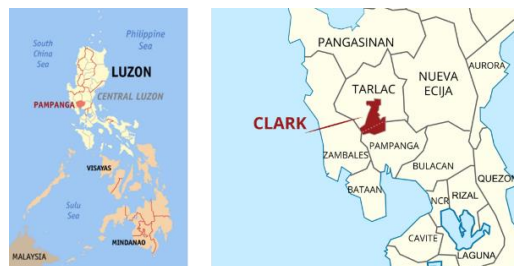 South
China
Sea
Philippine
Sea
LUZON
CENTRAL LUZON
PAMPANGA
VISAYAS
Sulu
Sea
MINDANAO
MALAYSIA
PANGASINAN
AURORA
TARLAC
NUEVA
ECIJA
CLARK
ZAMBALES
PAMPANGA
BULACAN
BATAAN
QUEZON
NCR
RIZAL
CAVITE
LAGUNA